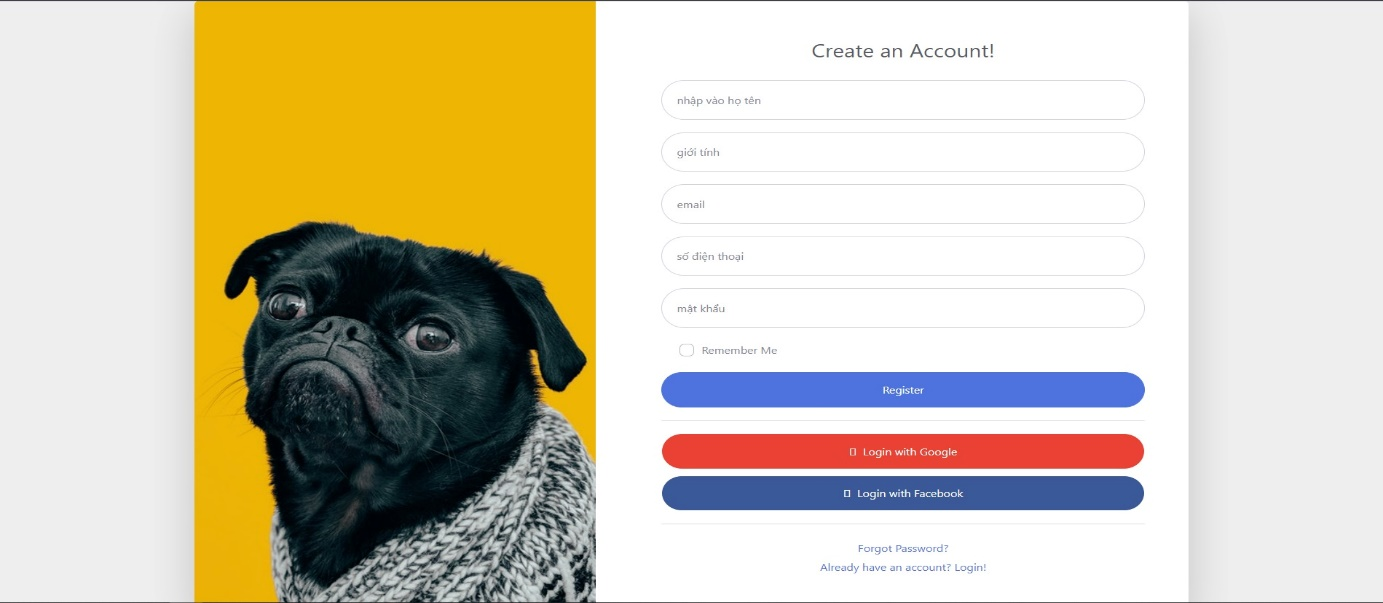 Create an Account!
nhập vào họ tên
giới tính
email
số điện thoại
mật khẩu
Remember Me
Register
Login with Google
Login with Facebook
Forgot Password?
Already have an account? Login!